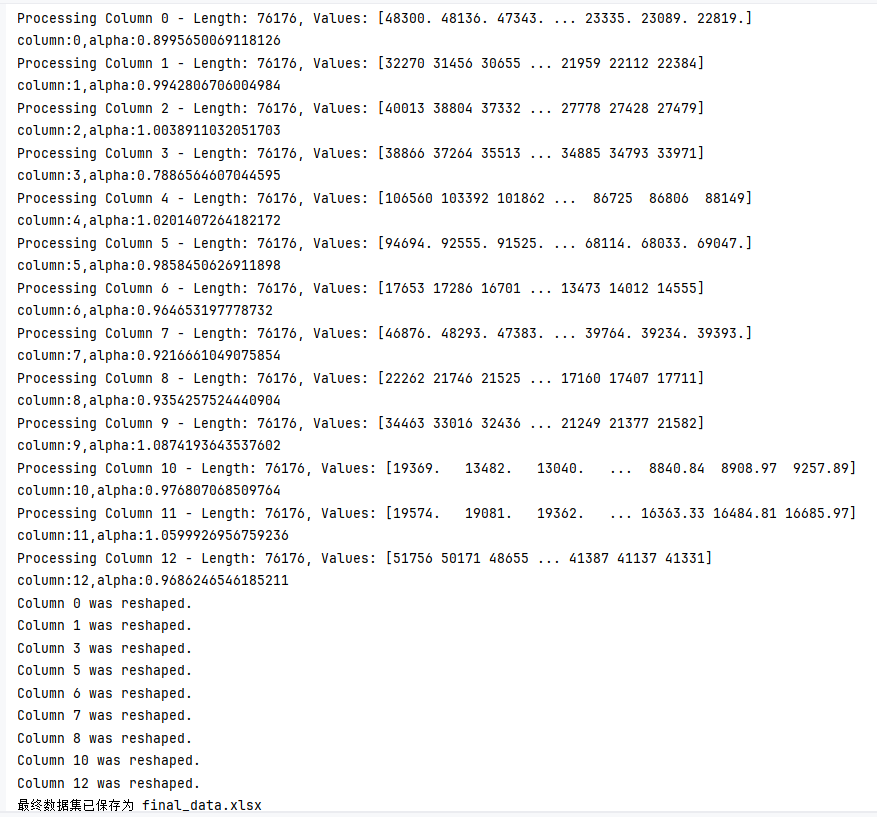 Processing Column 0 - Length: 76176, Values: [48300. 48136. 47343. ... 23335. 23089. 22819.]
column:0,alpha:0.8995650069118126
Processing Column 1 - Length: 76176, Values: [32270 31456 30655 ... 21959 22112 22384]
column:1,alpha:0.9942806706004984
Processing Column 2 - Length: 76176, Values: [40013 38804 37332 ... 27778 27428 27479]
column:2,alpha:1.0038911032051703
Processing Column 3 - Length: 76176, Values: [38866 37264 35513 ... 34885 34793 33971]
column:3,alpha:0.7886564607044595
Processing Column 4 - Length: 76176, Values: [106560 103392 101862 ...  86725  86806  88149]
column:4,alpha:1.0201407264182172
Processing Column 5 - Length: 76176, Values: [94694. 92555. 91525. ... 68114. 68033. 69047.]
column:5,alpha:0.9858450626911898
Processing Column 6 - Length: 76176, Values: [17653 17286 16701 ... 13473 14012 14555]
column:6,alpha:0.964653197778732
Processing Column 7 - Length: 76176, Values: [46876. 48293. 47383. ... 39764. 39234. 39393.]
column:7,alpha:0.9216661049075854
Processing Column 8 - Length: 76176, Values: [22262 21746 21525 ... 17160 17407 17711]
column:8,alpha:0.9354257524440904
Processing Column 9 - Length: 76176, Values: [34463 33016 32436 ... 21249 21377 21582]
column:9,alpha:1.0874193643537602
Processing Column 10 - Length: 76176, Values: [19369.   13482.   13040.   ...  8840.84  8908.97  9257.89]
column:10,alpha:0.976807068509764
Processing Column 11 - Length: 76176, Values: [19574.   19081.   19362.   ... 16363.33 16484.81 16685.97]
column:11,alpha:1.0599926956759236
Processing Column 12 - Length: 76176, Values: [51756 50171 48655 ... 41387 41137 41331]
column:12,alpha:0.9686246546185211
Column 0 was reshaped.
Column 1 was reshaped.
Column 3 was reshaped.
Column 5 was reshaped.
Column 6 was reshaped.
Column 7 was reshaped.
Column 8 was reshaped.
Column 10 was reshaped.
Column 12 was reshaped.
最终数据集已保存为 final_data.xlsx